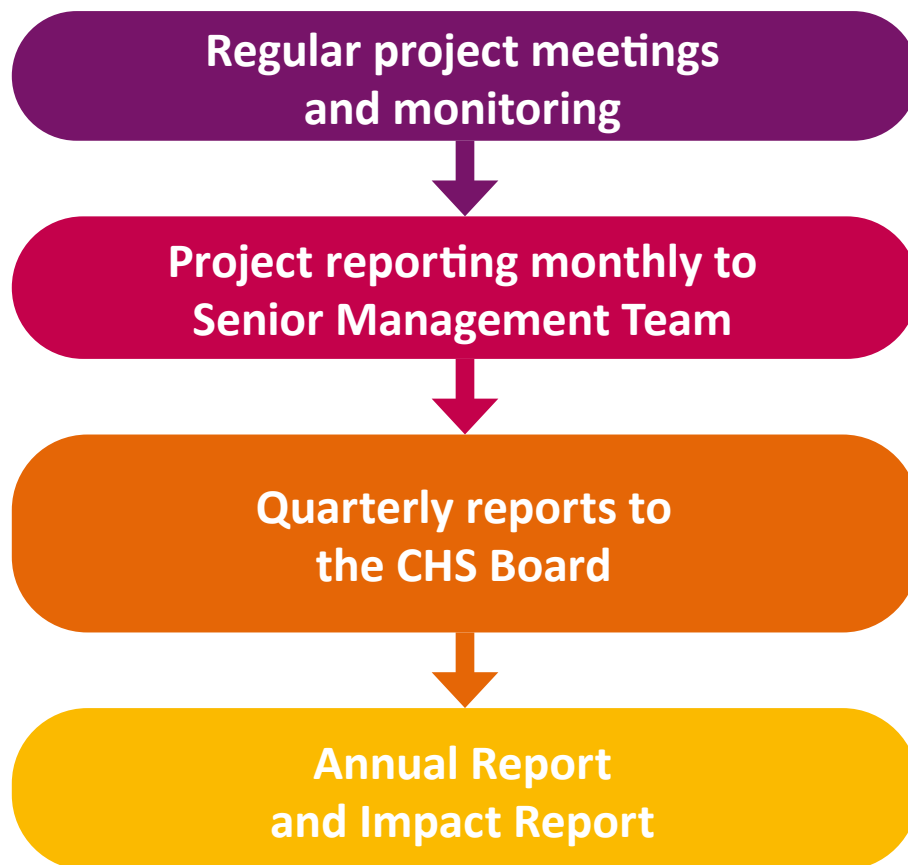 Regular project meetings
and monitoring
Project reporting monthly to
Senior Management Team
Quarterly reports to
the CHS Board
Annual Report
and Impact Report